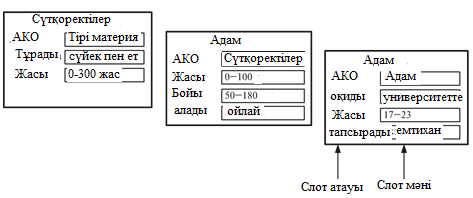 Сүтқоректілер
АКО Тірі материя
Тұрады: сүйек пен ет
Жасы 0-300 жас
Адам
АКО Сүтқоректілер
Жасы 0−100
Бойы 50−180
алады ойлай
Адам
АКО Адам
оқиды университетте
Жасы 17−23
тапсырады емтихан
Слот атауы
Слот мәні